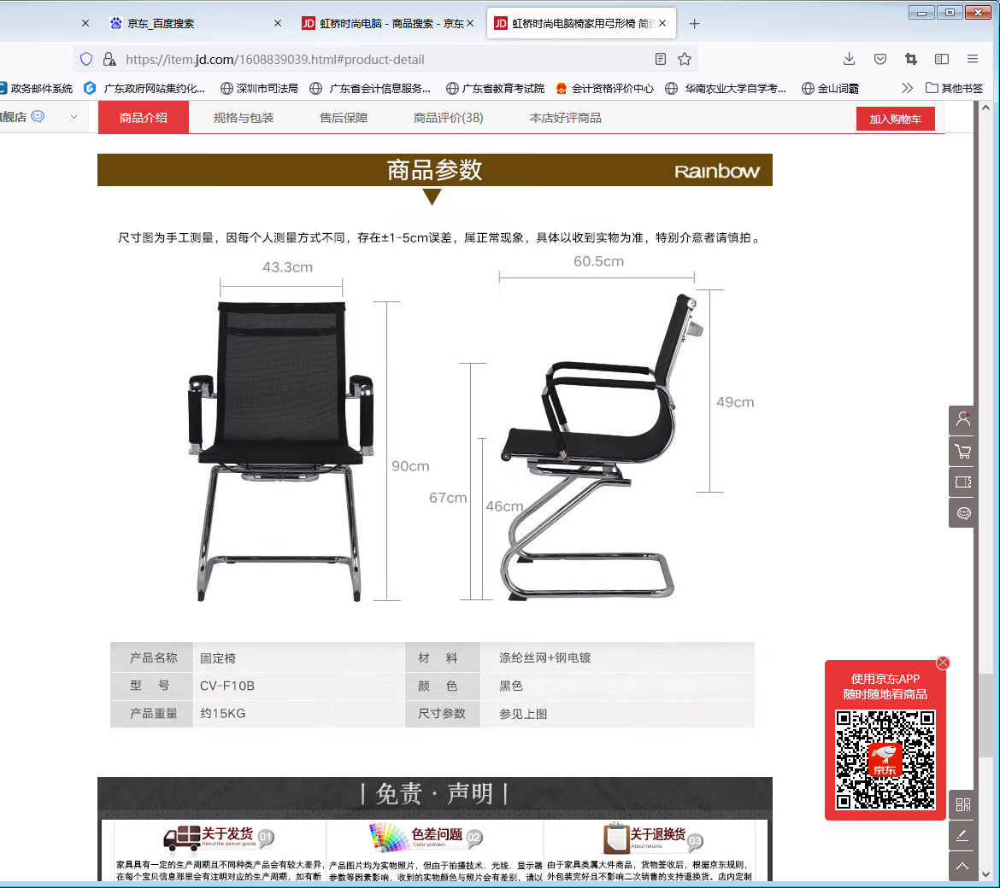 京东_百度搜索
JD 虹桥时尚电脑 - 商品搜索 - 京东
JD 虹桥时尚电脑椅家用弓形椅 简约
https://item.jd.com/1608839039.html#product-detail
政务邮件系统
广东政府网站集约化...
深圳市司法局
广东省会计信息服务...
广东省教育考试院
会计资格评价中心
华南农业大学自学考...
金山词霸
其他书签
旗舰店
商品介绍
规格与包装
售后保障
商品评价(38)
本店好评商品
加入购物车
商品参数
Rainbow
尺寸图为手工测量，因每个人测量方式不同，存在±1-5cm误差，属正常现象，具体以收到实物为准，特别介意者请慎拍。
43.3cm
60.5cm
49cm
90cm
67cm
46cm
产品名称 固定椅 材 料 涤纶丝网+钢电镀
型 号 CV-F10B 颜 色 黑色
产品重量 约15KG 尺寸参数 参见上图
使用京东APP
随时随地看商品
京东
免责·声明
关于发货 01
About the deliver goods
家具具有一定的生产周期且不同种类产品会有较大差异，
在每个宝贝信息那里会有注明对应的生产周期，如有断
色差问题 02
Color problem
产品图片均为实物照片，但由于拍摄技术、光线、显示器
参数等因素影响，收到的实物颜色与照片会有差别，请以
关于退换货 03
About returns
由于家具类属大件商品，货物签收后，根据京东规则，
外包装完好且不影响二次销售的支持退换货。店内定制